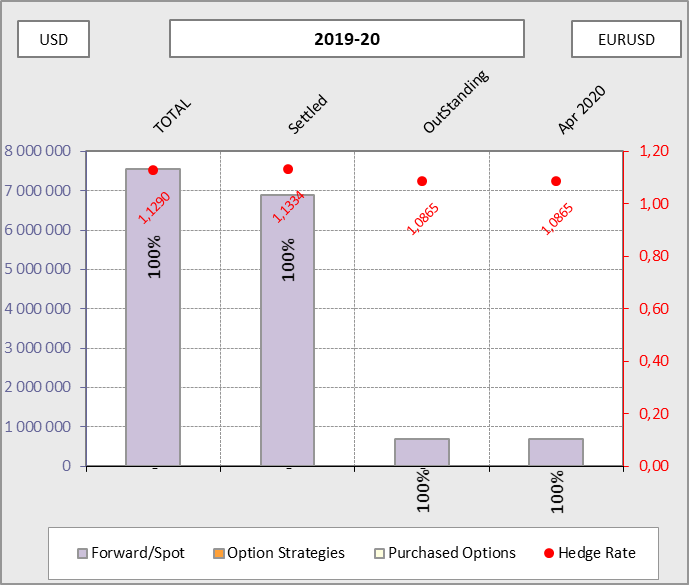 USD
2019-20
EURUSD
TOTAL
Settled
OutStanding
Apr 2020
8 000 000
7 000 000
6 000 000
5 000 000
4 000 000
3 000 000
2 000 000
1 000 000
0
1,20
1,00
0,80
0,60
0,40
0,20
0,00
1,1290
1,1334
1,0865
1,0865
100%
100%
100%
100%
-
-
-
-
Forward/Spot
Option Strategies
Purchased Options
Hedge Rate